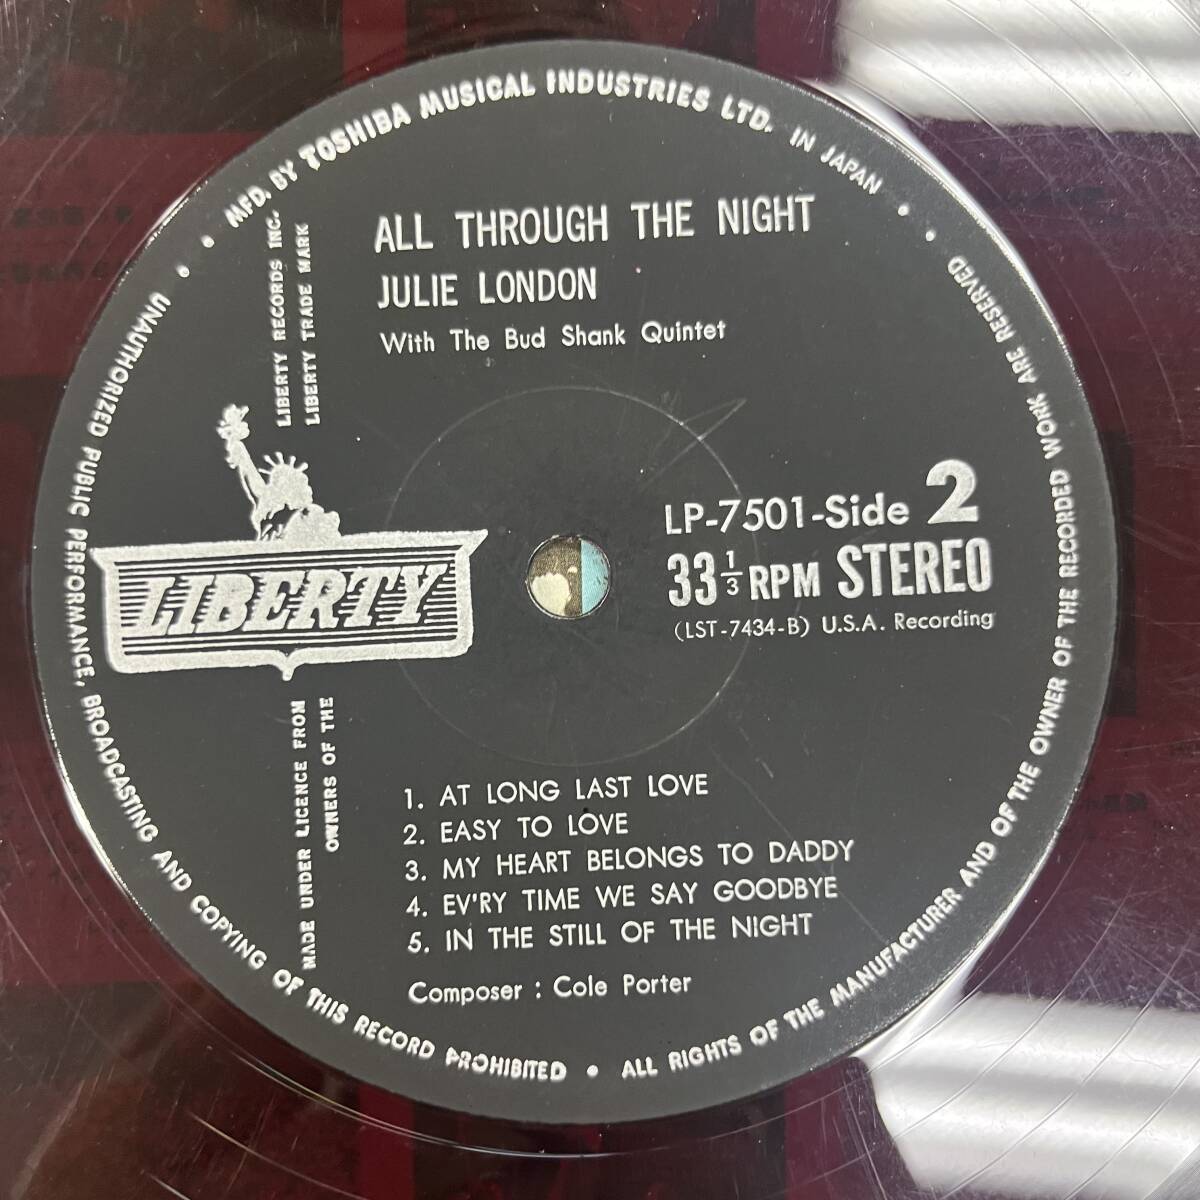 MFD. BY TOSHIBA MUSICAL INDUSTRIES LTD. IN JAPAN
ALL THROUGH THE NIGHT
JULIE LONDON
With The Bud Shank Quintet
LIBERTY RECORDS INC.
LIBERTY TRADE MARK
LIBERTY
MADE UNDER LICENCE FROM
OWNERS OF THE
LP-7501-Side 2
33 1/3 RPM STEREO
(LST-7434-B) U.S.A. Recording
1. AT LONG LAST LOVE
2. EASY TO LOVE
3. MY HEART BELONGS TO DADDY
4. EV'RY TIME WE SAY GOODBYE
5. IN THE STILL OF THE NIGHT
Composer : Cole Porter
• UNAUTHORIZED PUBLIC PERFORMANCE, BROADCASTING AND COPYING OF THIS RECORD PROHIBITED •
ALL RIGHTS OF THE MANUFACTURER AND OF THE OWNER OF THE RECORDED WORK ARE RESERVED •